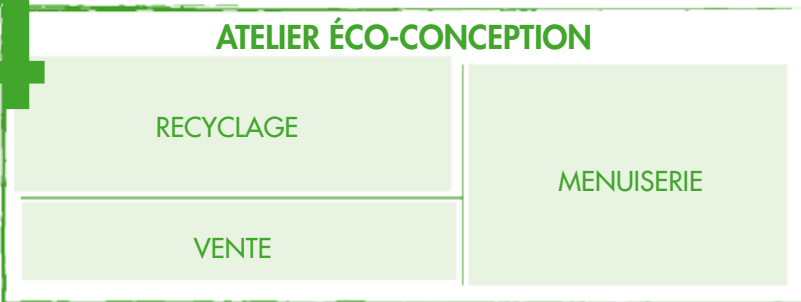 ATELIER ÉCO-CONCEPTION
RECYCLAGE
MENUISERIE
VENTE